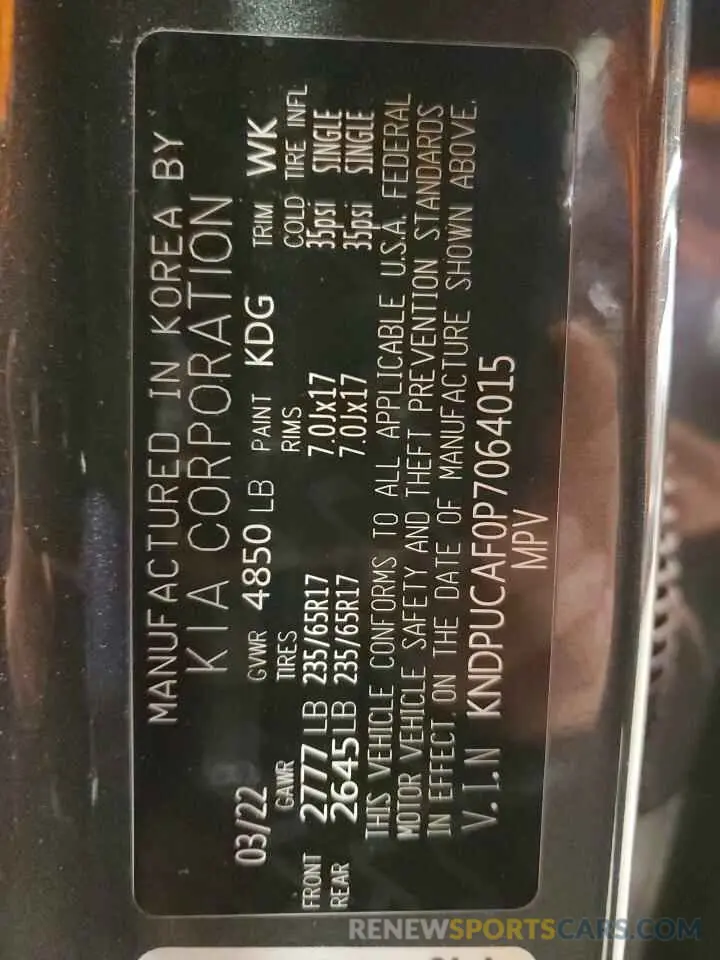 MANUFACTURED IN KOREA BY
KIA CORPORATION
03/22 GVWR 4850 LB PAINT KDG TRIM WK
GAWR TIRES RIMS COLD TIRE INFL
FRONT 2777 LB 235/65R17 7.0Jx17 35psi SINGLE
REAR 2645 LB 235/65R17 7.0Jx17 35psi SINGLE
THIS VEHICLE CONFORMS TO ALL APPLICABLE U.S.A. FEDERAL
MOTOR VEHICLE SAFETY AND THEFT PREVENTION STANDARDS
IN EFFECT ON THE DATE OF MANUFACTURE SHOWN ABOVE.
V.I.N KNDPUCAF0P7064015
MPV
RENEWSPORTSCARS.COM